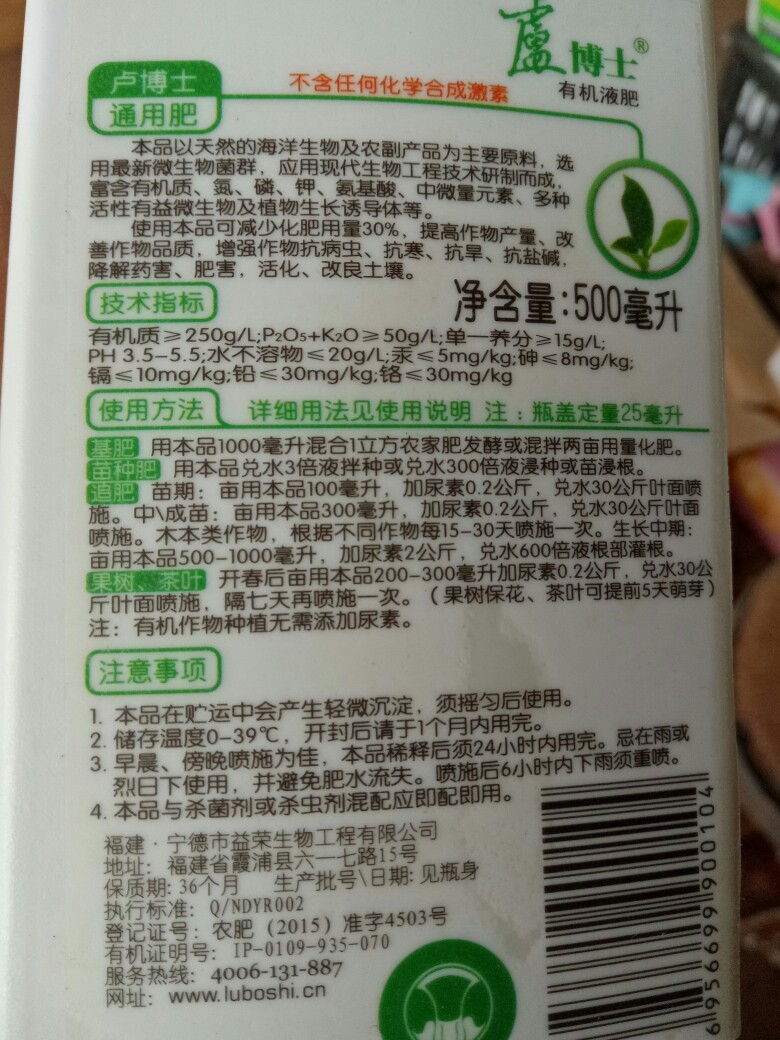 盧博士®
有机液肥
卢博士
通用肥
不含任何化学合成激素
本品以天然的海洋生物及农副产品为主要原料，选
用最新微生物菌群，应用现代生物工程技术研制而成，
富含有机质、氮、磷、钾、氨基酸、中微量元素、多种
活性有益微生物及植物生长诱导体等。
使用本品可减少化肥用量30%，提高作物产量、改
善作物品质，增强作物抗病虫、抗寒、抗旱、抗盐碱，
降解药害、肥害，活化、改良土壤。
净含量:500毫升
技术指标
有机质≥250g/L;P₂O₅+K₂O≥50g/L;单一养分≥15g/L;
PH 3.5-5.5;水不溶物≤20g/L;汞≤5mg/kg;砷≤8mg/kg;
镉≤10mg/kg;铅≤30mg/kg;铬≤30mg/kg
使用方法 详细用法见使用说明 注：瓶盖定量25毫升
基肥 用本品1000毫升混合1立方农家肥发酵或混拌两亩用量化肥。
苗种肥 用本品兑水3倍液拌种或兑水300倍液浸种或苗浸根。
追肥 苗期：亩用本品100毫升，加尿素0.2公斤，兑水30公斤叶面喷
施。中\成苗：亩用本品300毫升，加尿素0.2公斤，兑水30公斤叶面
喷施。木本类作物，根据不同作物每15-30天喷施一次。生长中期：
亩用本品500-1000毫升，加尿素2公斤，兑水600倍液根部灌根。
果树、茶叶 开春后亩用本品200-300毫升加尿素0.2公斤，兑水30公
斤叶面喷施，隔七天再喷施一次。（果树保花、茶叶可提前5天萌芽）
注：有机作物种植无需添加尿素。
注意事项
1. 本品在贮运中会产生轻微沉淀，须摇匀后使用。
2. 储存温度0-39℃，开封后请于1个月内用完。
3. 早晨、傍晚喷施为佳，本品稀释后须24小时内用完。忌在雨或
烈日下使用，并避免肥水流失。喷施后6小时内下雨须重喷。
4. 本品与杀菌剂或杀虫剂混配应即配即用。
福建·宁德市益荣生物工程有限公司
地址：福建省霞浦县六一七路15号
保质期:36个月 生产批号\日期:见瓶身
执行标准：Q/NDYR002
登记证号：农肥（2015）准字4503号
有机证明号：IP-0109-935-070
服务热线：4006-131-887
网址：www.luboshi.cn
6956699900104